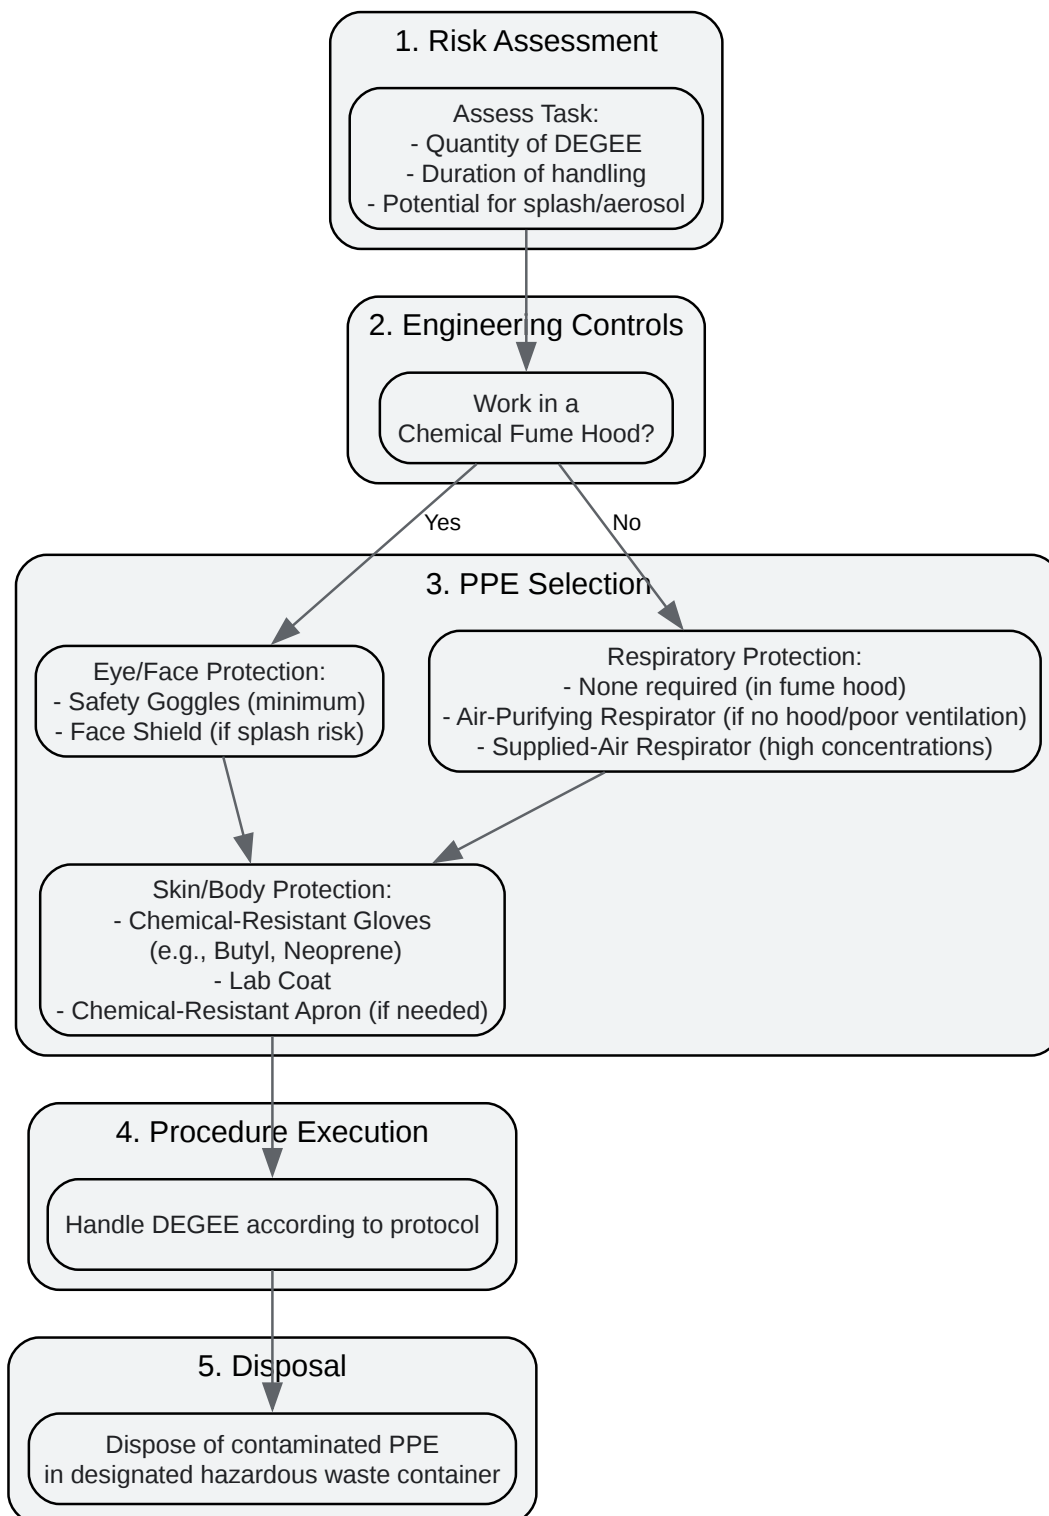 1. Risk Assessment
Assess Task:
- Quantity of DEGEE
- Duration of handling
- Potential for splash/aerosol
2. Engineering Controls
Work in a
Chemical Fume Hood?
Yes
No
3. PPE Selection
Eye/Face Protection:
- Safety Goggles (minimum)
- Face Shield (if splash risk)
Respiratory Protection:
- None required (in fume hood)
- Air-Purifying Respirator (if no hood/poor ventilation)
- Supplied-Air Respirator (high concentrations)
Skin/Body Protection:
- Chemical-Resistant Gloves
(e.g., Butyl, Neoprene)
- Lab Coat
- Chemical-Resistant Apron (if needed)
4. Procedure Execution
Handle DEGEE according to protocol
5. Disposal
Dispose of contaminated PPE
in designated hazardous waste container